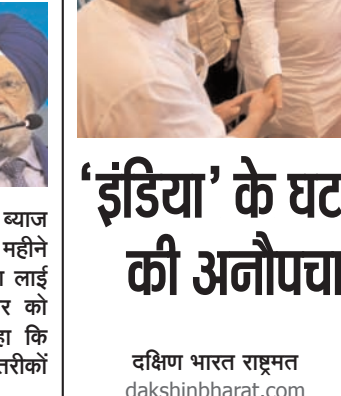 ब्याज
महीने
लाई
र को
कि
तरीकों
‘इंडिया’ के घट
की अनौपचा
दक्षिण भारत राष्ट्रमत
dakshinbharat.com